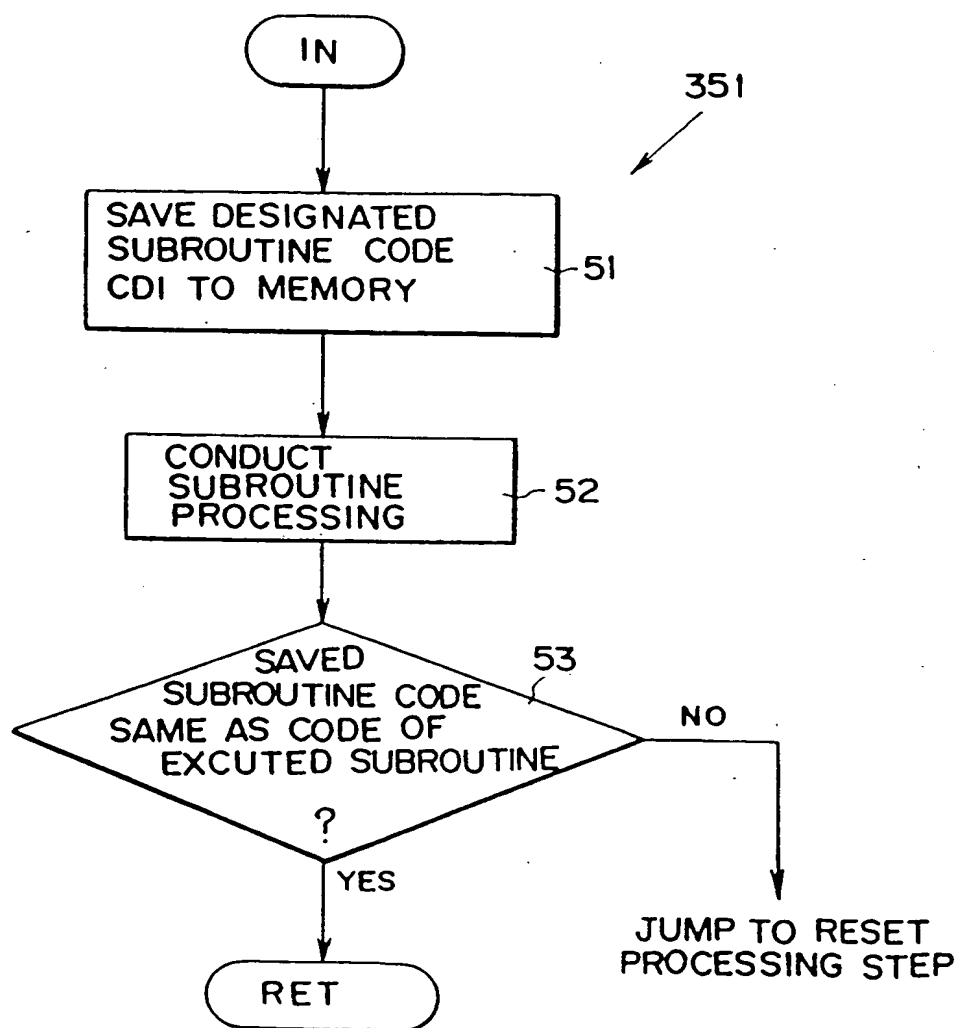 IN
351
SAVE DESIGNATED
SUBROUTINE CODE
CDI TO MEMORY
51
CONDUCT
SUBROUTINE
PROCESSING
52
SAVED
SUBROUTINE CODE
SAME AS CODE OF
EXCUTED SUBROUTINE
?
53
NO
YES
JUMP TO RESET
PROCESSING STEP
RET